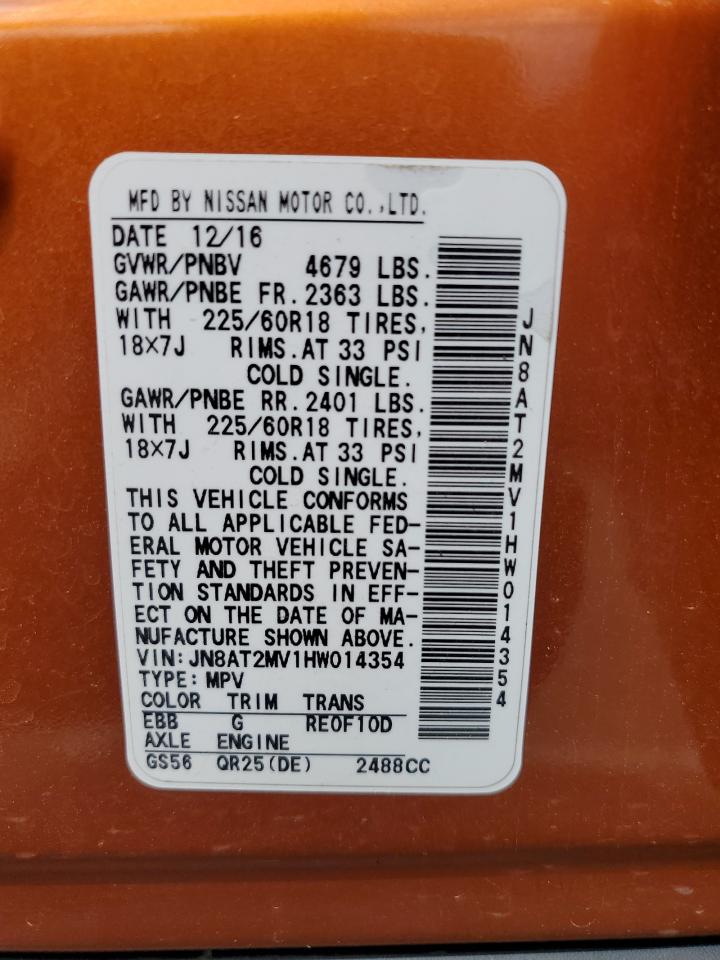 MFD BY NISSAN MOTOR CO.,LTD.
DATE 12/16
GVWR/PNBV 4679 LBS.
GAWR/PNBE FR. 2363 LBS.
WITH 225/60R18 TIRES,
18X7J RIMS.AT 33 PSI
COLD SINGLE.
GAWR/PNBE RR. 2401 LBS.
WITH 225/60R18 TIRES,
18X7J RIMS.AT 33 PSI
COLD SINGLE.
THIS VEHICLE CONFORMS
TO ALL APPLICABLE FED-
ERAL MOTOR VEHICLE SA-
FETY AND THEFT PREVEN-
TION STANDARDS IN EFF-
ECT ON THE DATE OF MA-
NUFACTURE SHOWN ABOVE.
VIN:JN8AT2MV1HW014354
TYPE:MPV
COLOR TRIM TRANS
EBB G RE0F10D
AXLE ENGINE
GS56 QR25(DE) 2488CC
JN8AT2MV1HW014354